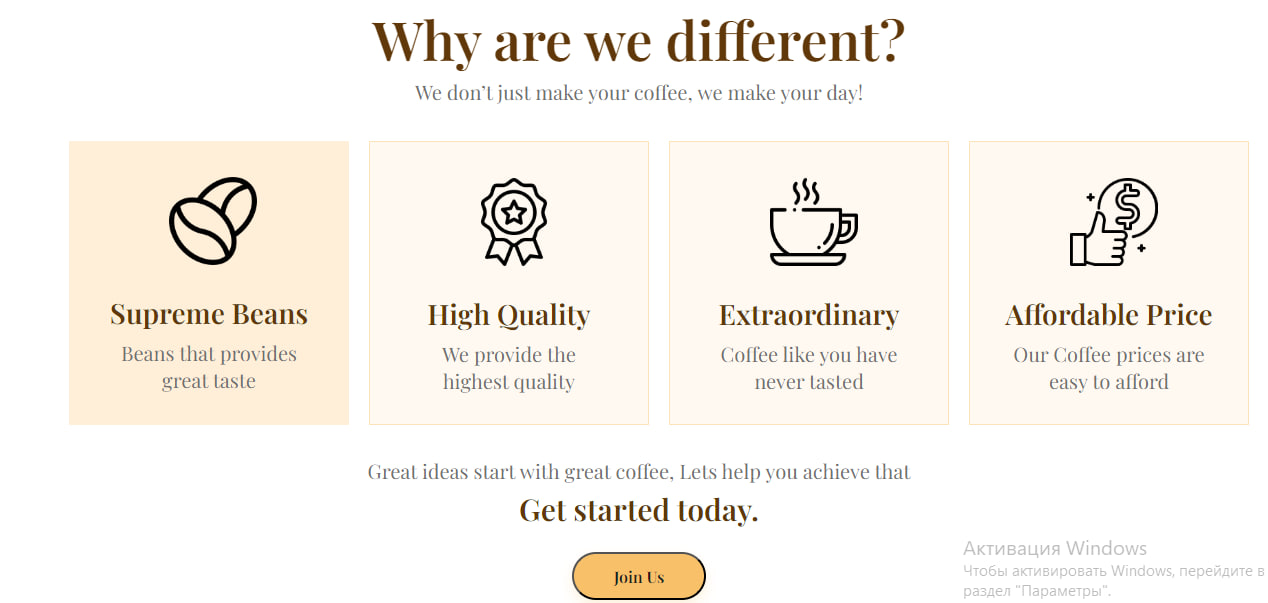 Why are we different?
We don’t just make your coffee, we make your day!
Supreme Beans
Beans that provides
great taste
High Quality
We provide the
highest quality
Extraordinary
Coffee like you have
never tasted
Affordable Price
Our Coffee prices are
easy to afford
Great ideas start with great coffee, Lets help you achieve that
Get started today.
Join Us
Активация Windows
Чтобы активировать Windows, перейдите в
раздел "Параметры".